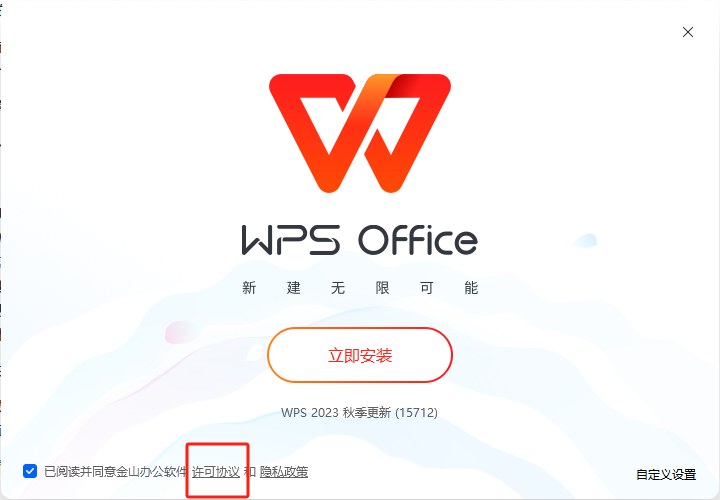 WPS Office
新建无限可能
立即安装
WPS 2023 秋季更新 (15712)
已阅读并同意金山办公软件 许可协议 和 隐私政策
自定义设置